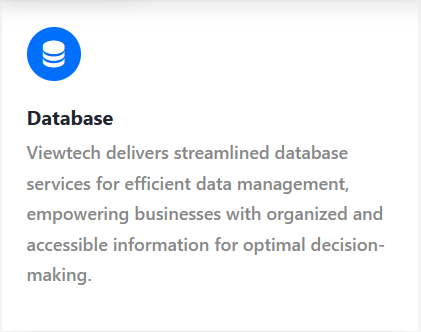 Database
Viewtech delivers streamlined database
services for efficient data management,
empowering businesses with organized and
accessible information for optimal decision-
making.